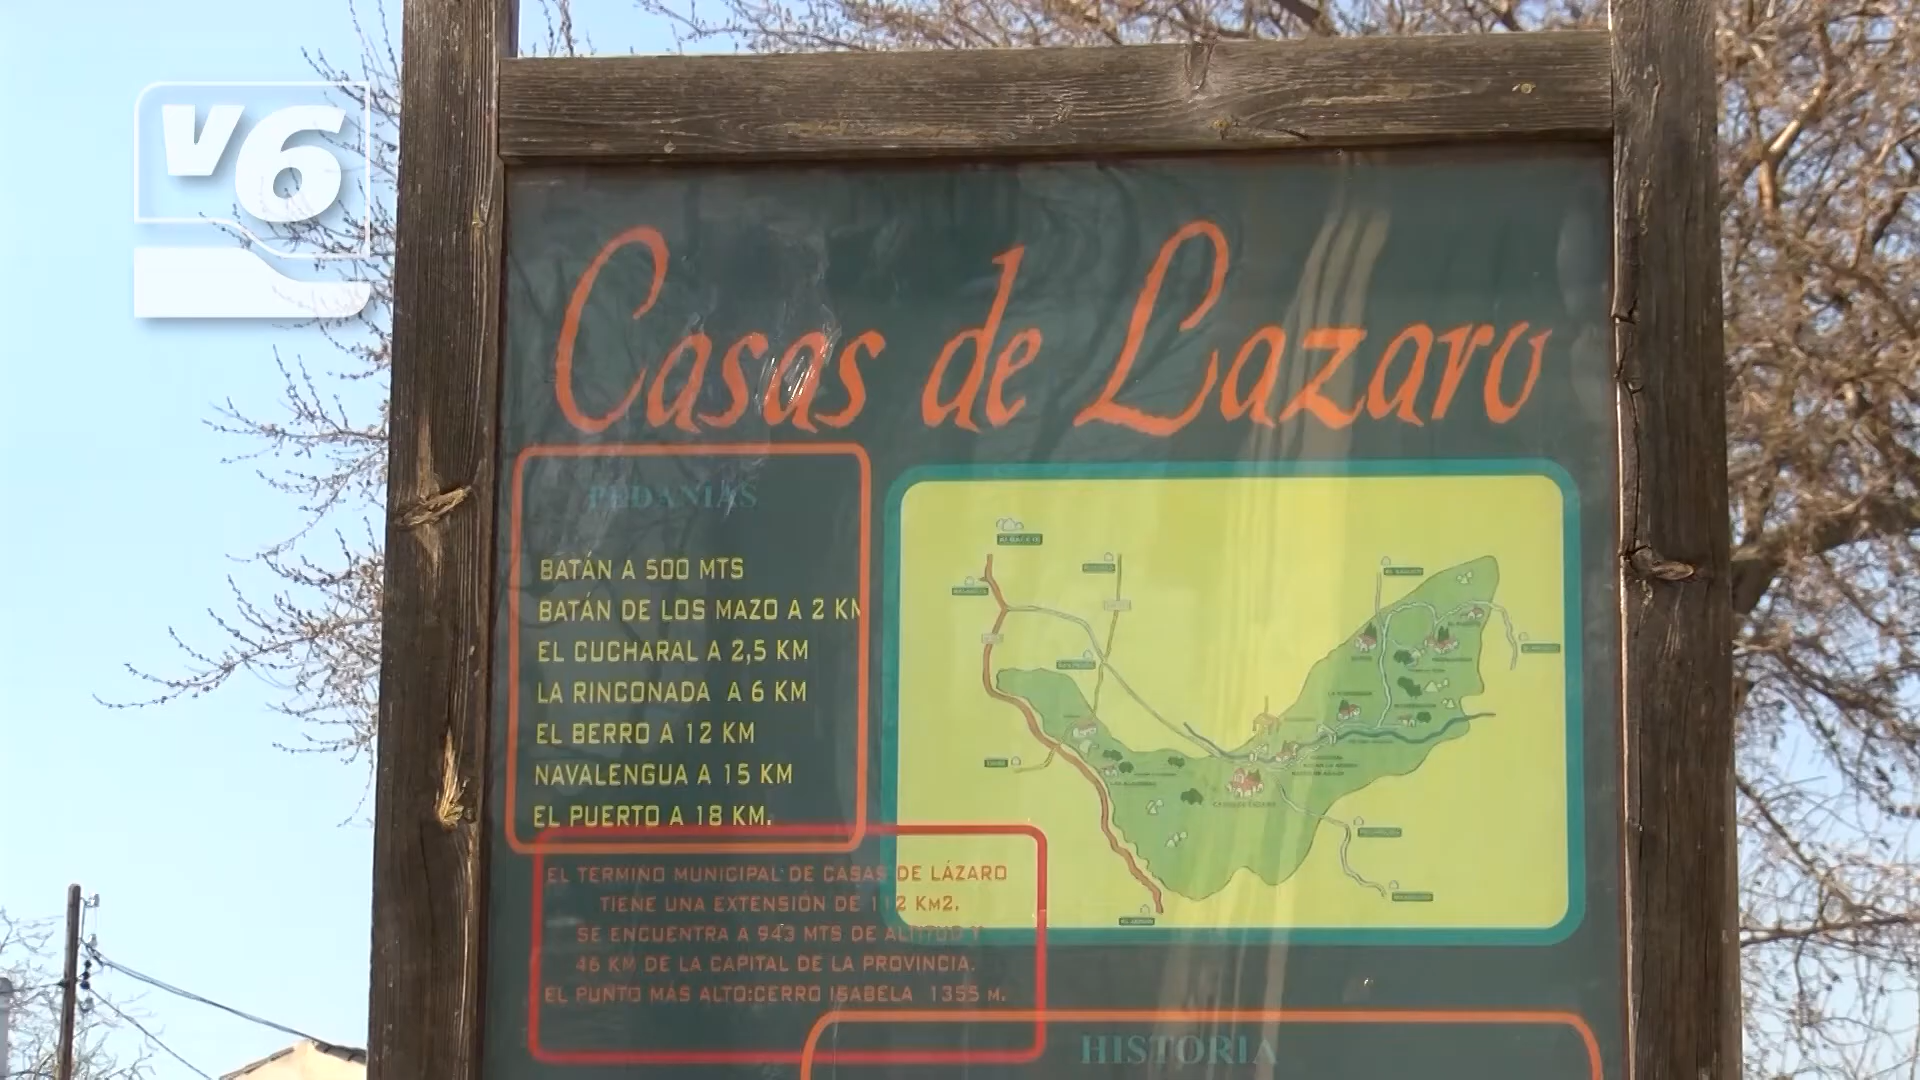 V6
Casas de Lazaro
PEDANIAS
BATÁN A 500 MTS
BATÁN DE LOS MAZO A 2 KM
EL CUCHARAL A 2,5 KM
LA RINCONADA A 6 KM
EL BERRO A 12 KM
NAVALENGUA A 15 KM
EL PUERTO A 18 KM.
EL TERMINO MUNICIPAL DE CASAS DE LÁZARO
TIENE UNA EXTENSIÓN DE 112 KM2.
SE ENCUENTRA A 943 MTS DE ALTITUD Y
46 KM DE LA CAPITAL DE LA PROVINCIA.
EL PUNTO MÁS ALTO:CERRO ISABELA 1355 M.
ALBACETE
HISTORIA